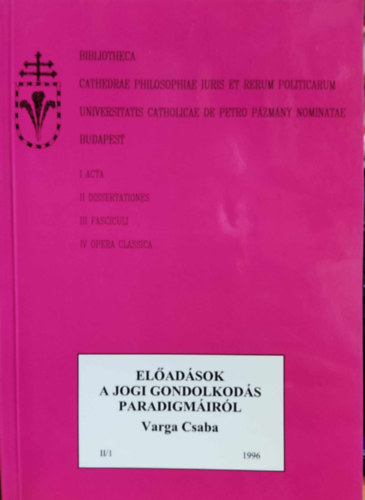 BIBLIOTHECA
CATHEDRAE PHILOSOPHIAE IURIS ET RERUM POLITICARUM
UNIVERSITATIS CATHOLICAE DE PETRO PÁZMÁNY NOMINATAE
BUDAPEST
I ACTA
II DISSERTATIONES
III FASCICULI
IV OPERA CLASSICA
ELŐADÁSOK
A JOGI GONDOLKODÁS
PARADIGMÁIRÓL
Varga Csaba
II/1 1996